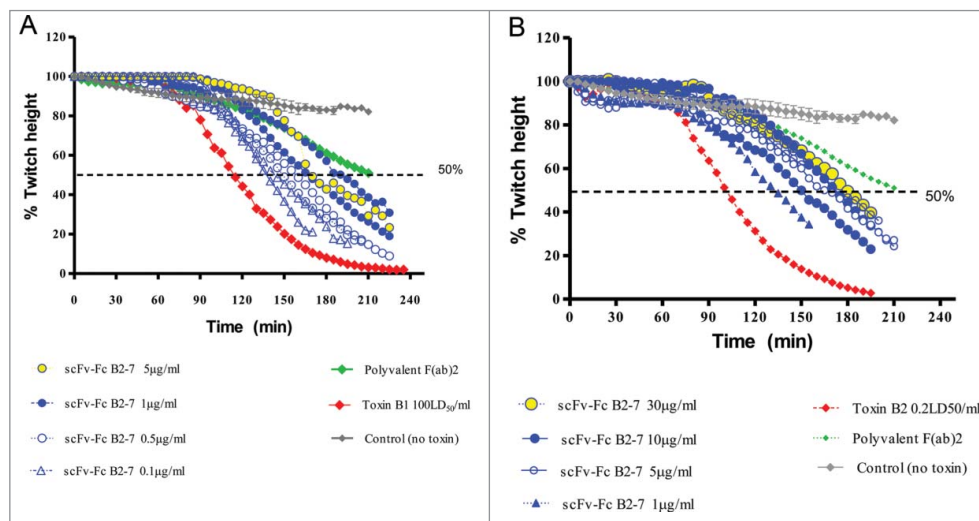 A
120
100
80
60
40
20
0
% Twitch height
50%
0 30 60 90 120 150 180 210 240
Time (min)
scFv-Fc B2-7 5µg/ml
scFv-Fc B2-7 1µg/ml
scFv-Fc B2-7 0.5µg/ml
scFv-Fc B2-7 0.1µg/ml
Polyvalent F(ab)2
Toxin B1 100LD₅₀/ml
Control (no toxin)
B
120
100
80
60
40
20
0
% Twitch height
50%
0 30 60 90 120 150 180 210 240
Time (min)
scFv-Fc B2-7 30µg/ml
scFv-Fc B2-7 10µg/ml
scFv-Fc B2-7 5µg/ml
scFv-Fc B2-7 1µg/ml
Toxin B2 0.2LD50/ml
Polyvalent F(ab)2
Control (no toxin)